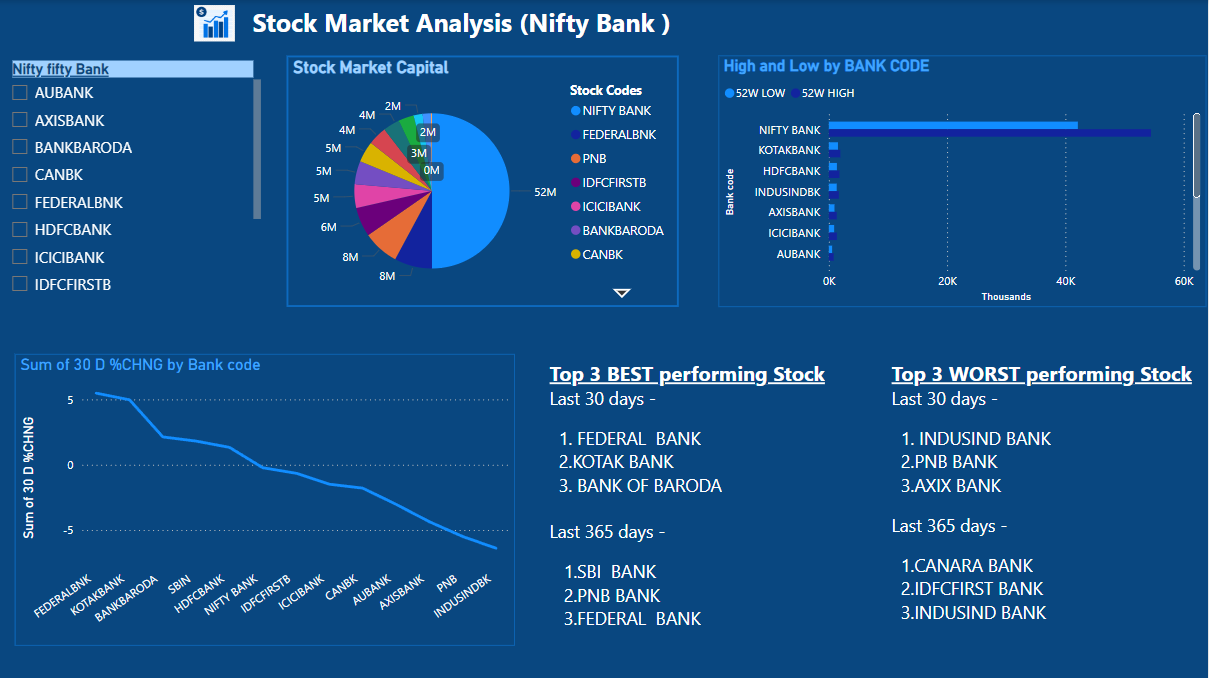 Stock Market Analysis (Nifty Bank )
Nifty fifty Bank
AUBANK
AXISBANK
BANKBARODA
CANBK
FEDERALBNK
HDFCBANK
ICICIBANK
IDFCFIRSTB
Stock Market Capital
2M
4M
4M
5M
5M
5M
6M
8M
8M
52M
2M
3M
0M
Stock Codes
NIFTY BANK
FEDERALBNK
PNB
IDFCFIRSTB
ICICIBANK
BANKBARODA
CANBK
High and Low by BANK CODE
52W LOW 52W HIGH
Bank code
NIFTY BANK
KOTAKBANK
HDFCBANK
INDUSINDBK
AXISBANK
ICICIBANK
AUBANK
0K 20K 40K 60K
Thousands
Sum of 30 D %CHNG by Bank code
Sum of 30 D %CHNG
5
0
-5
FEDERALBNK
KOTAKBANK
BANKBARODA
SBIN
HDFCBANK
NIFTY BANK
IDFCFIRSTB
ICICIBANK
CANBK
AUBANK
AXISBANK
PNB
INDUSINDBK
Top 3 BEST performing Stock
Last 30 days -
1. FEDERAL  BANK
2.KOTAK BANK
3. BANK OF BARODA
Last 365 days -
1.SBI  BANK
2.PNB BANK
3.FEDERAL  BANK
Top 3 WORST performing Stock
Last 30 days -
1. INDUSIND BANK
2.PNB BANK
3.AXIX BANK
Last 365 days -
1.CANARA BANK
2.IDFCFIRST BANK
3.INDUSIND BANK